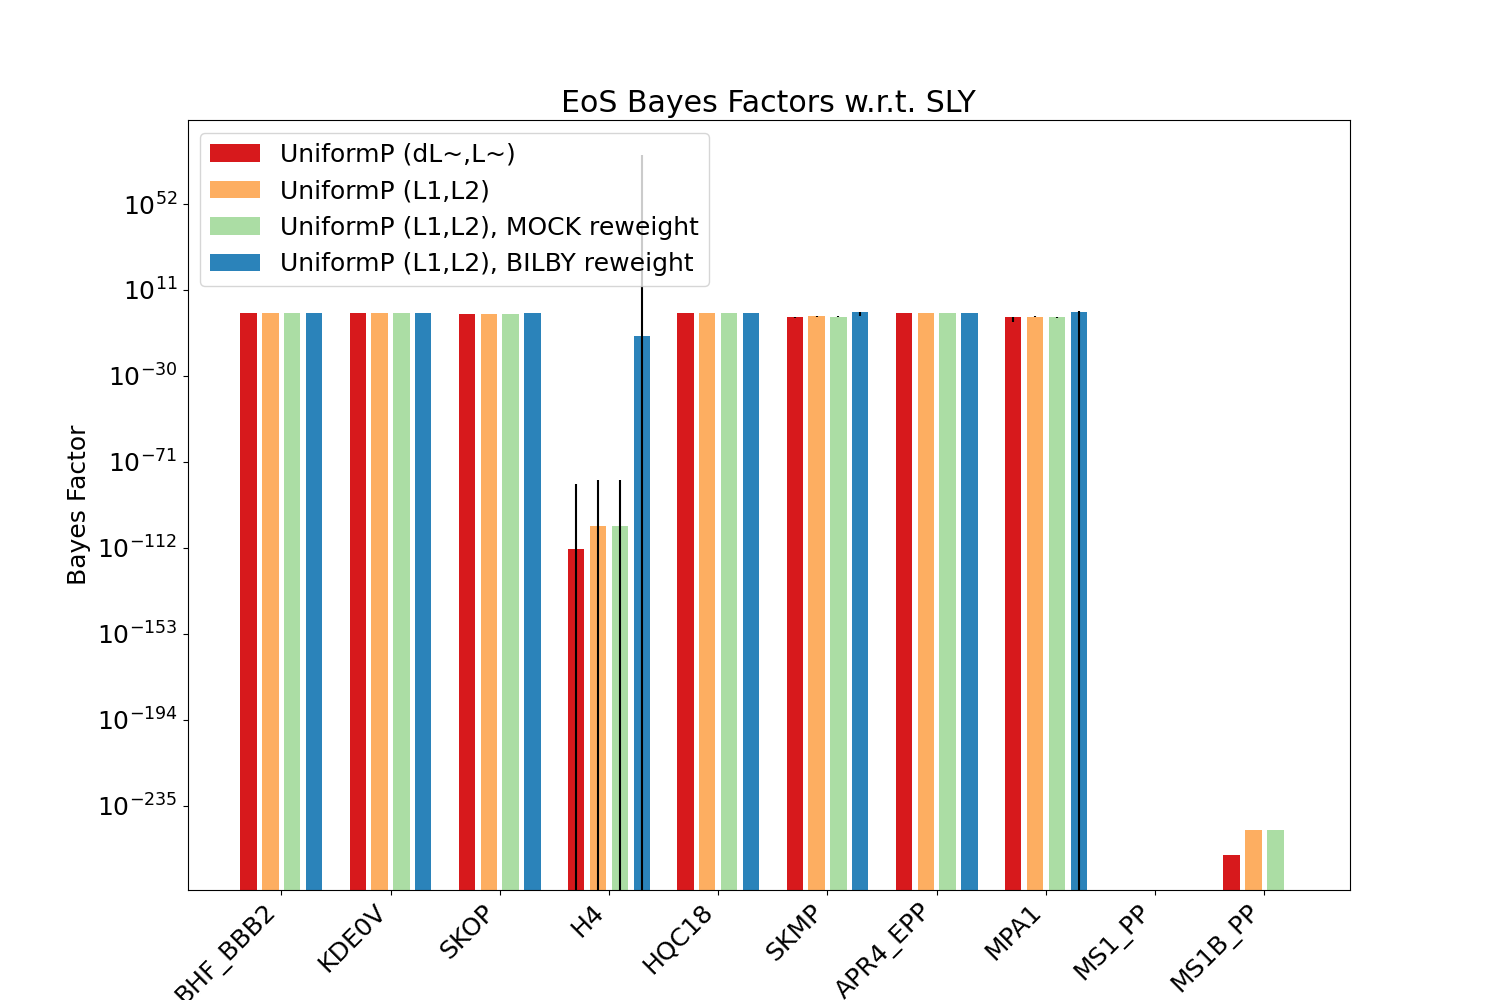 EoS Bayes Factors w.r.t. SLY
UniformP (dL~,L~)
UniformP (L1,L2)
UniformP (L1,L2), MOCK reweight
UniformP (L1,L2), BILBY reweight
Bayes Factor
10^52
10^11
10^−30
10^−71
10^−112
10^−153
10^−194
10^−235
BHF_BBB2
KDE0V
SKOP
H4
HQC18
SKMP
APR4_EPP
MPA1
MS1_PP
MS1B_PP